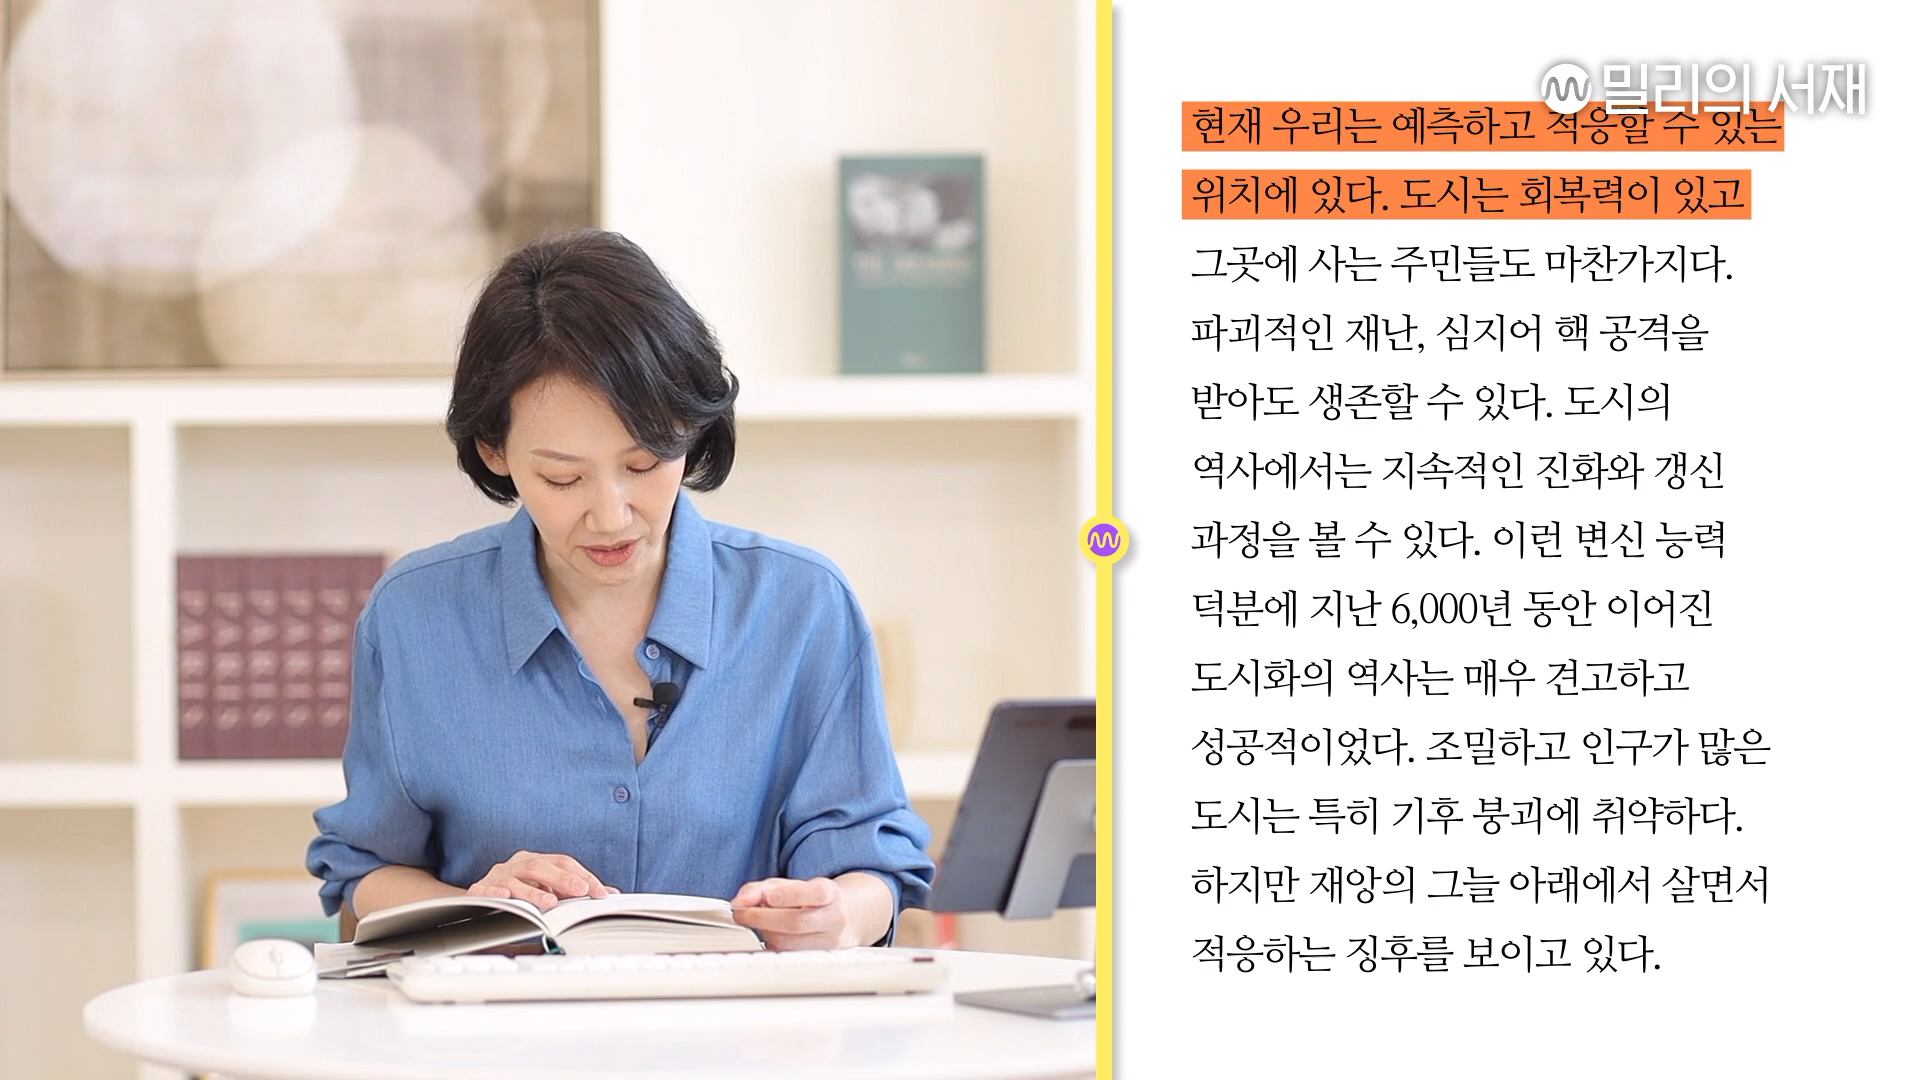 밀리의 서재
현재 우리는 예측하고 적응할 수 있는
위치에 있다. 도시는 회복력이 있고
그곳에 사는 주민들도 마찬가지다.
파괴적인 재난, 심지어 핵 공격을
받아도 생존할 수 있다. 도시의
역사에서는 지속적인 진화와 갱신
과정을 볼 수 있다. 이런 변신 능력
덕분에 지난 6,000년 동안 이어진
도시화의 역사는 매우 견고하고
성공적이었다. 조밀하고 인구가 많은
도시는 특히 기후 붕괴에 취약하다.
하지만 재앙의 그늘 아래에서 살면서
적응하는 징후를 보이고 있다.